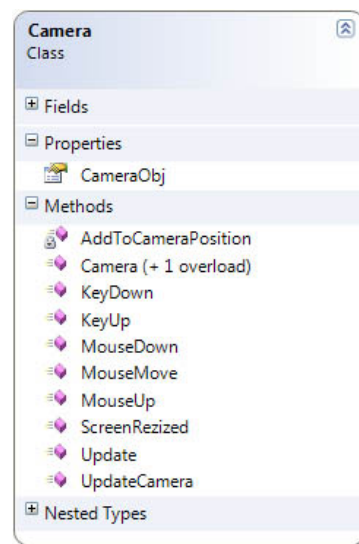 Camera
Class
Fields
Properties
CameraObj
Methods
AddToCameraPosition
Camera (+ 1 overload)
KeyDown
KeyUp
MouseDown
MouseMove
MouseUp
ScreenRezized
Update
UpdateCamera
Nested Types